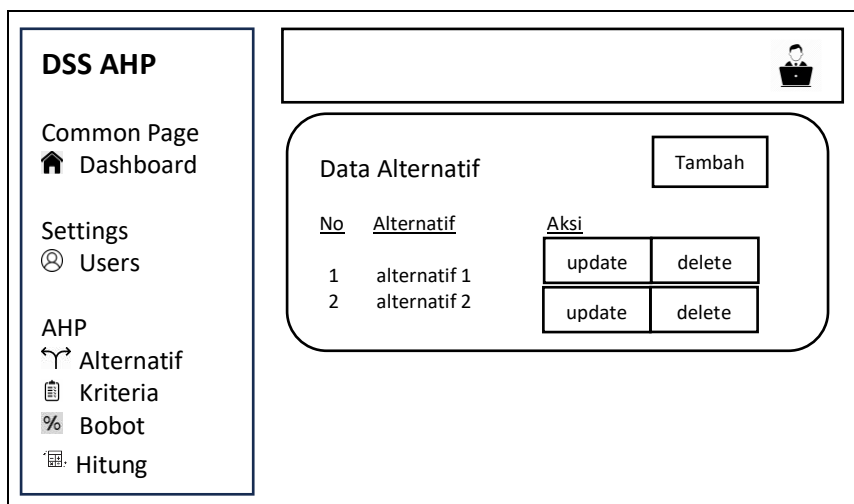 DSS AHP
Common Page
Dashboard
Settings
Users
AHP
Alternatif
Kriteria
% Bobot
Hitung
Data Alternatif
Tambah
No Alternatif Aksi
1 alternatif 1 update delete
2 alternatif 2 update delete